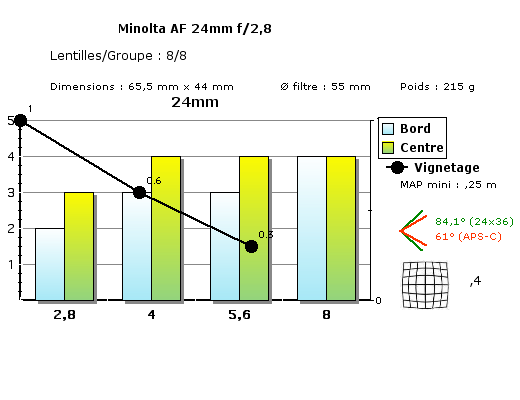 Minolta AF 24mm f/2,8
Lentilles/Groupe : 8/8
Dimensions : 65,5 mm x 44 mm Ø filtre : 55 mm Poids : 215 g
24mm
1
5
4
3
2
1
0.6
0.3
0
2,8 4 5,6 8
Bord
Centre
Vignetage
MAP mini : ,25 m
84,1° (24x36)
61° (APS-C)
,4